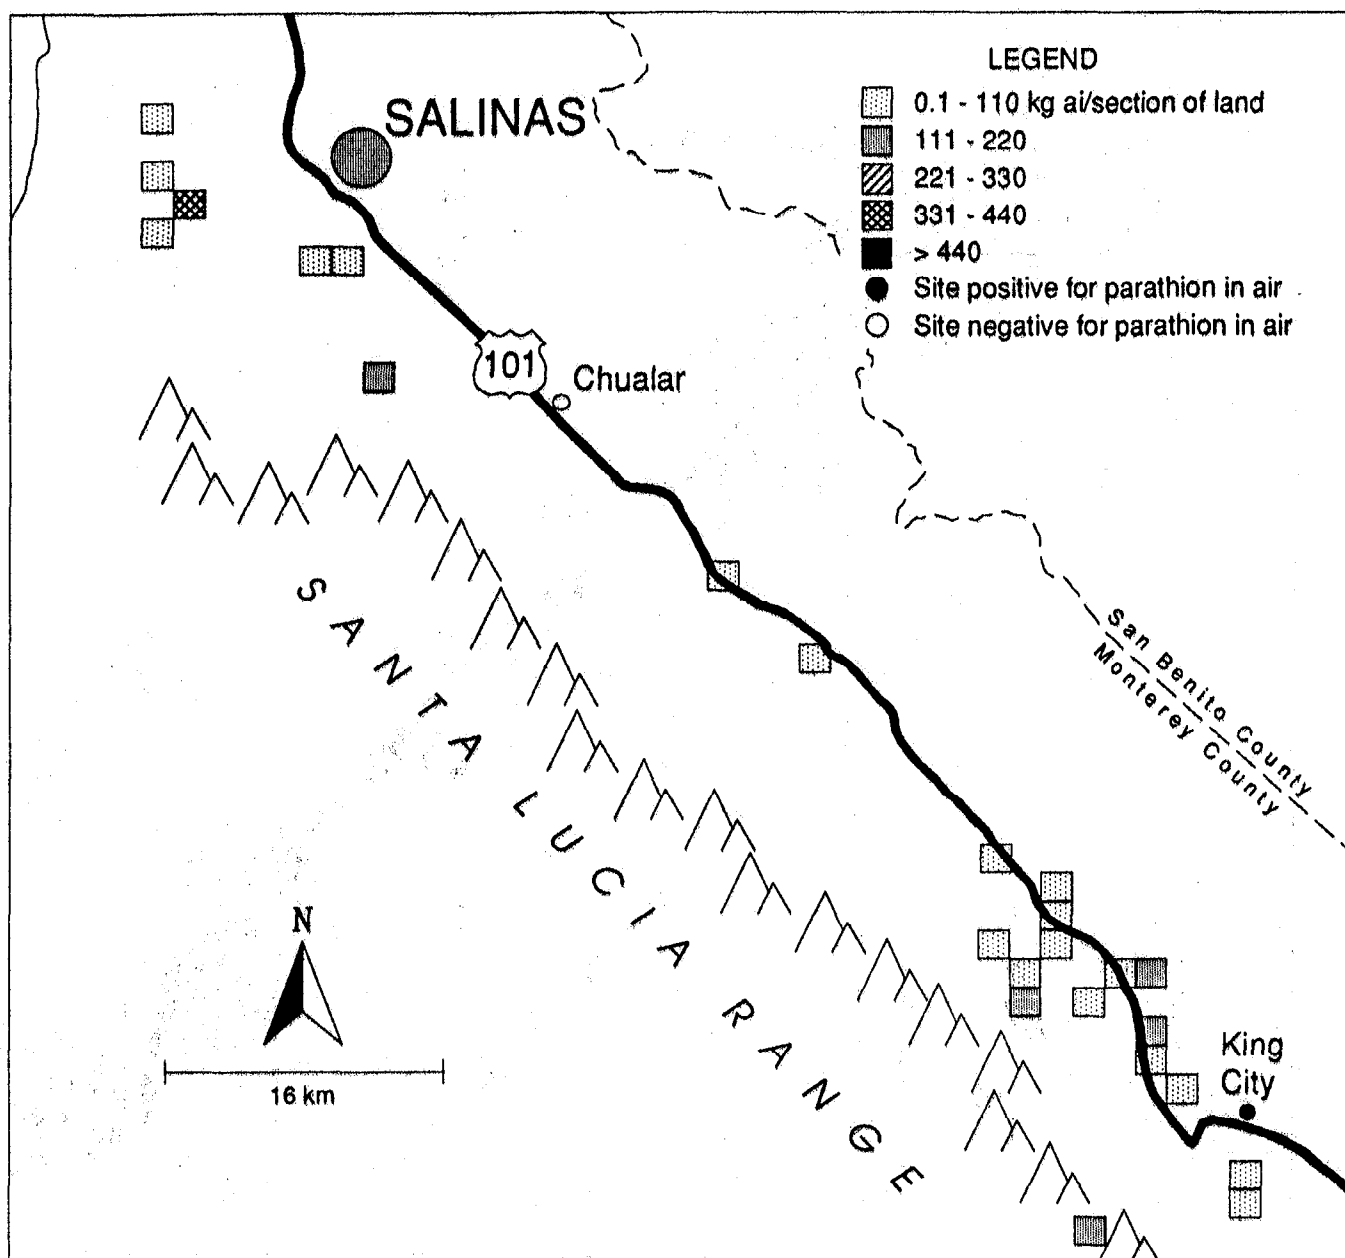 LEGEND
0.1 - 110 kg ai/section of land
111 - 220
221 - 330
331 - 440
> 440
Site positive for parathion in air
Site negative for parathion in air
SALINAS
101
Chualar
San Benito County
Monterey County
SANTA LUCIA RANGE
N
16 km
King
City